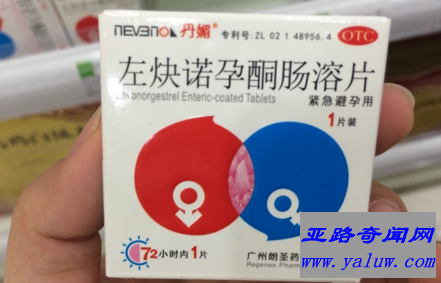 NEVENO 丹媚® 专利号:ZL 02 1 48956.4 OTC
左炔诺孕酮肠溶片
onorgestrel Enteric-coated Tablets
紧急避孕用
1片装
72小时内1片
广州朗圣药
Regenex Pharm
亚路奇闻网
www.yaluw.com